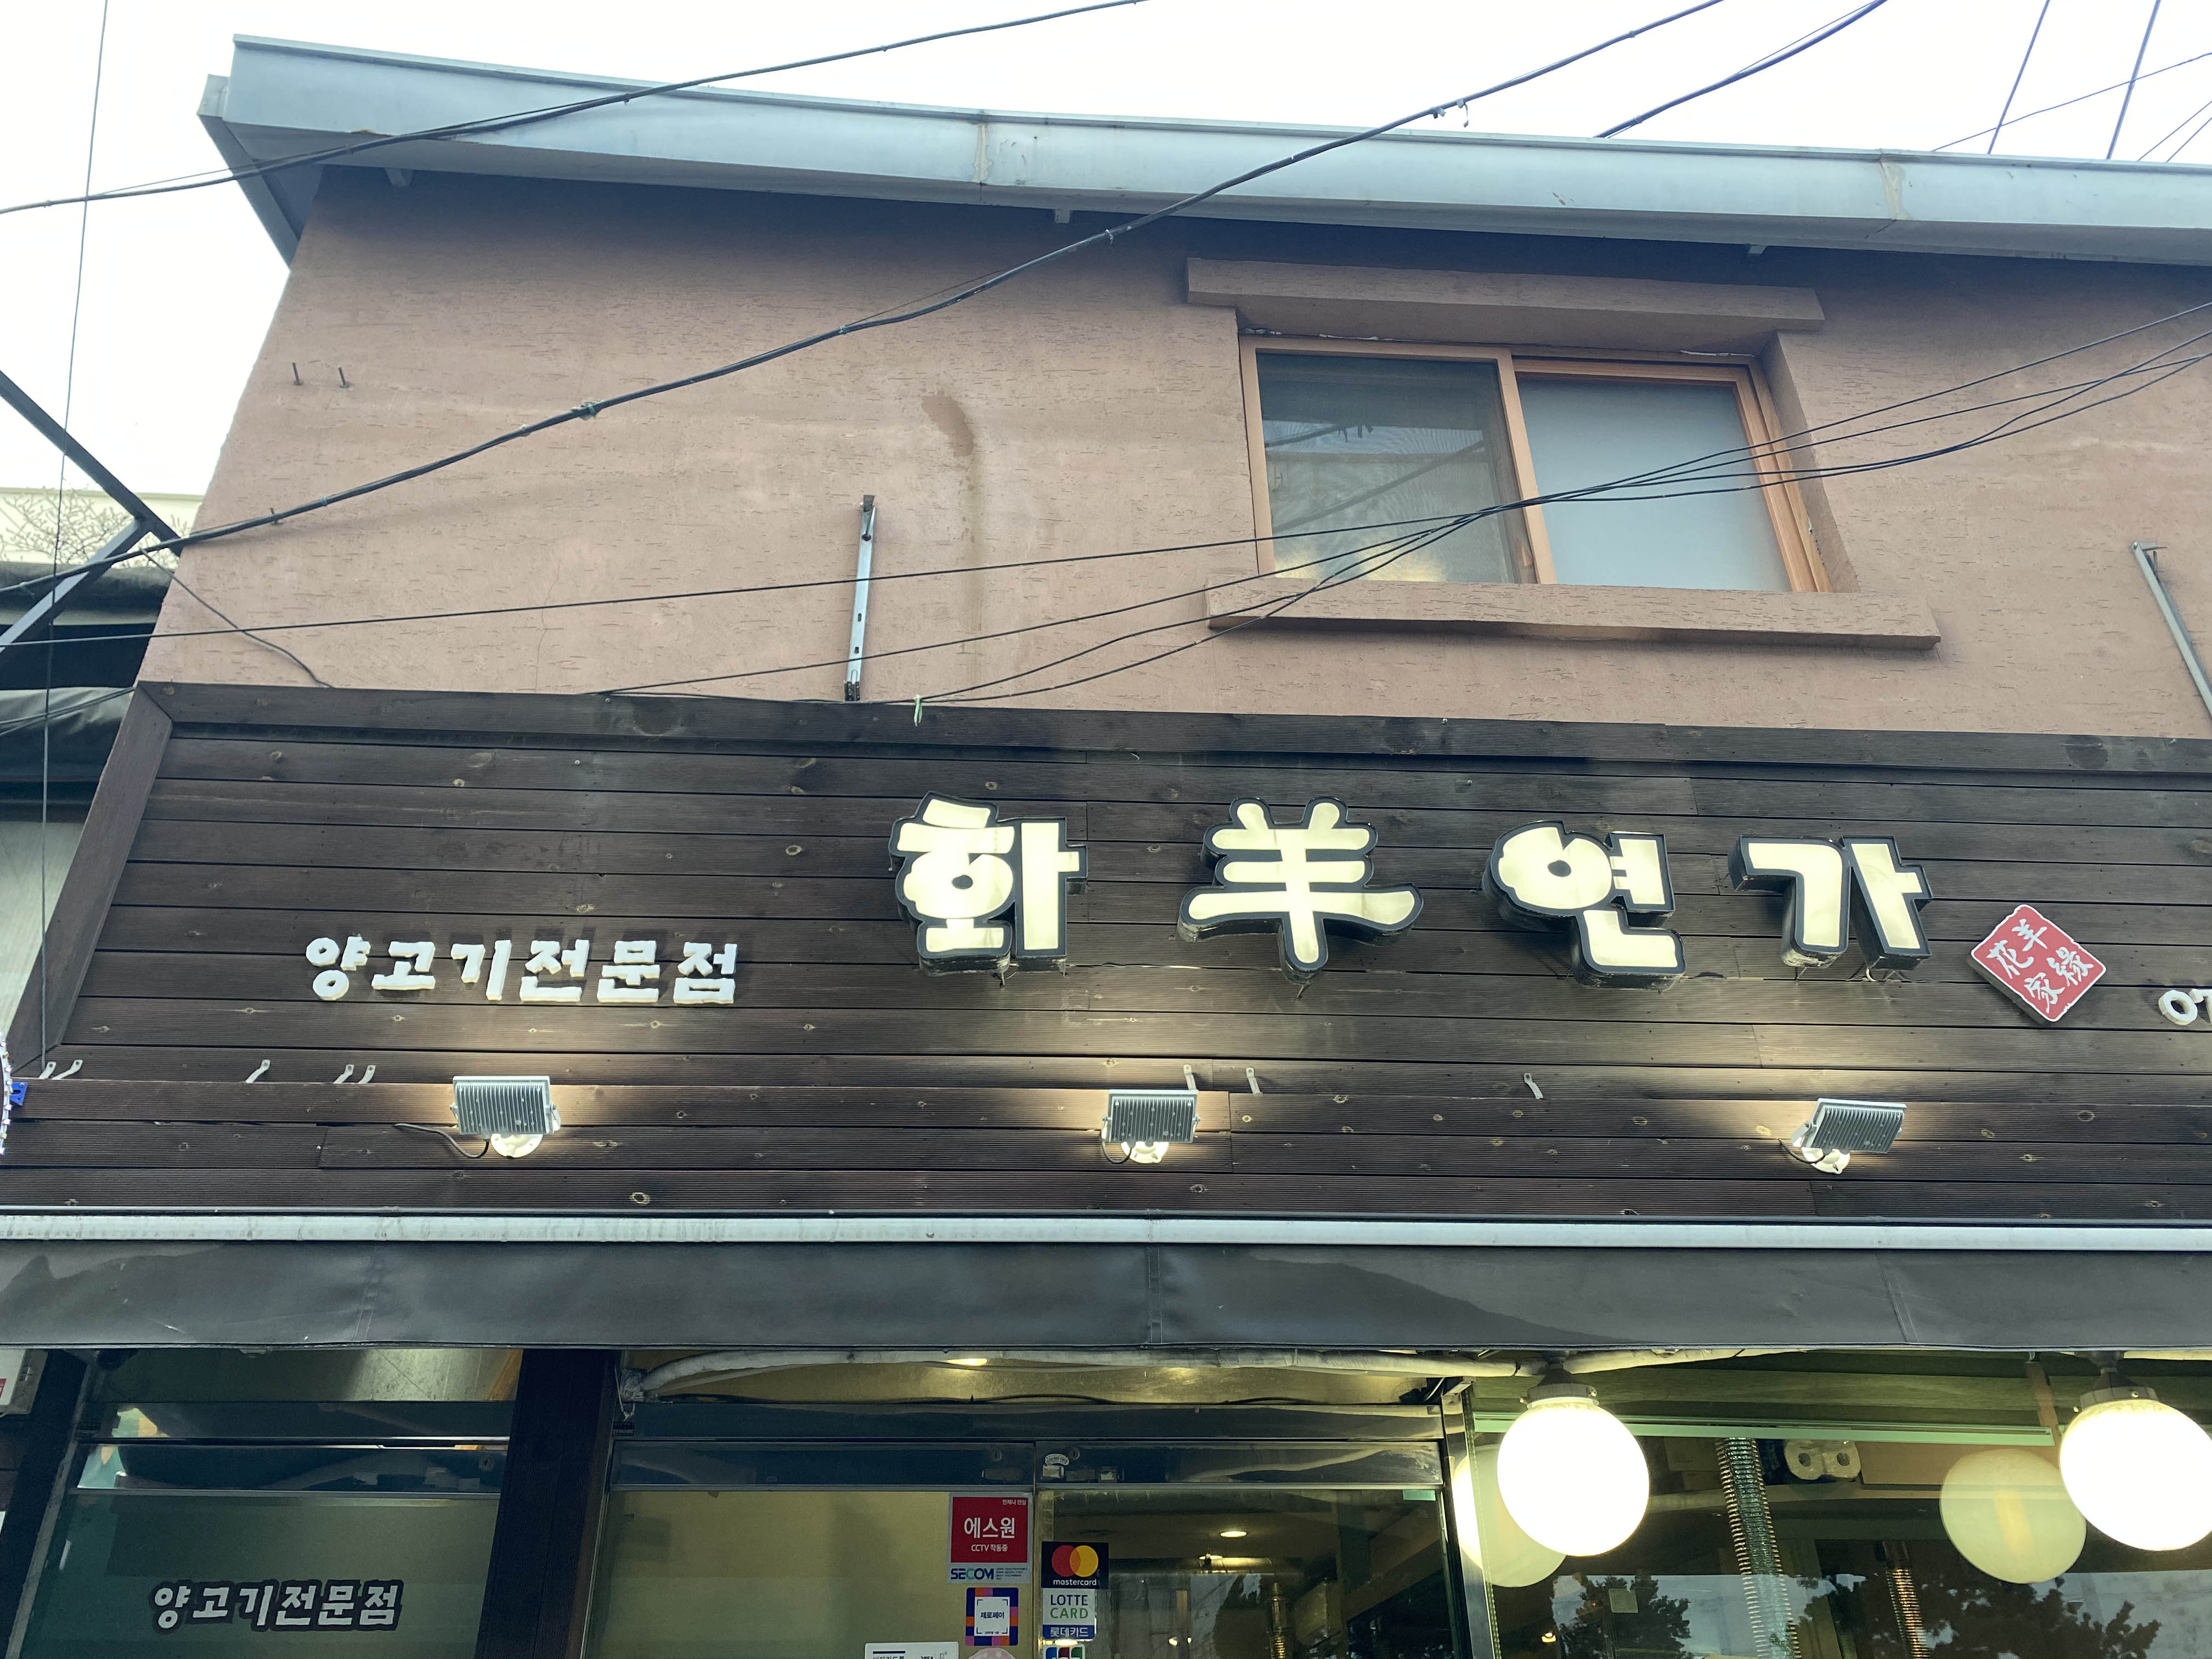 양고기전문점
화羊연가
花羊
家緣
양고기전문점
에스원
CCTV 작동중
SECOM
제로페이
mastercard
LOTTE
CARD
롯데카드